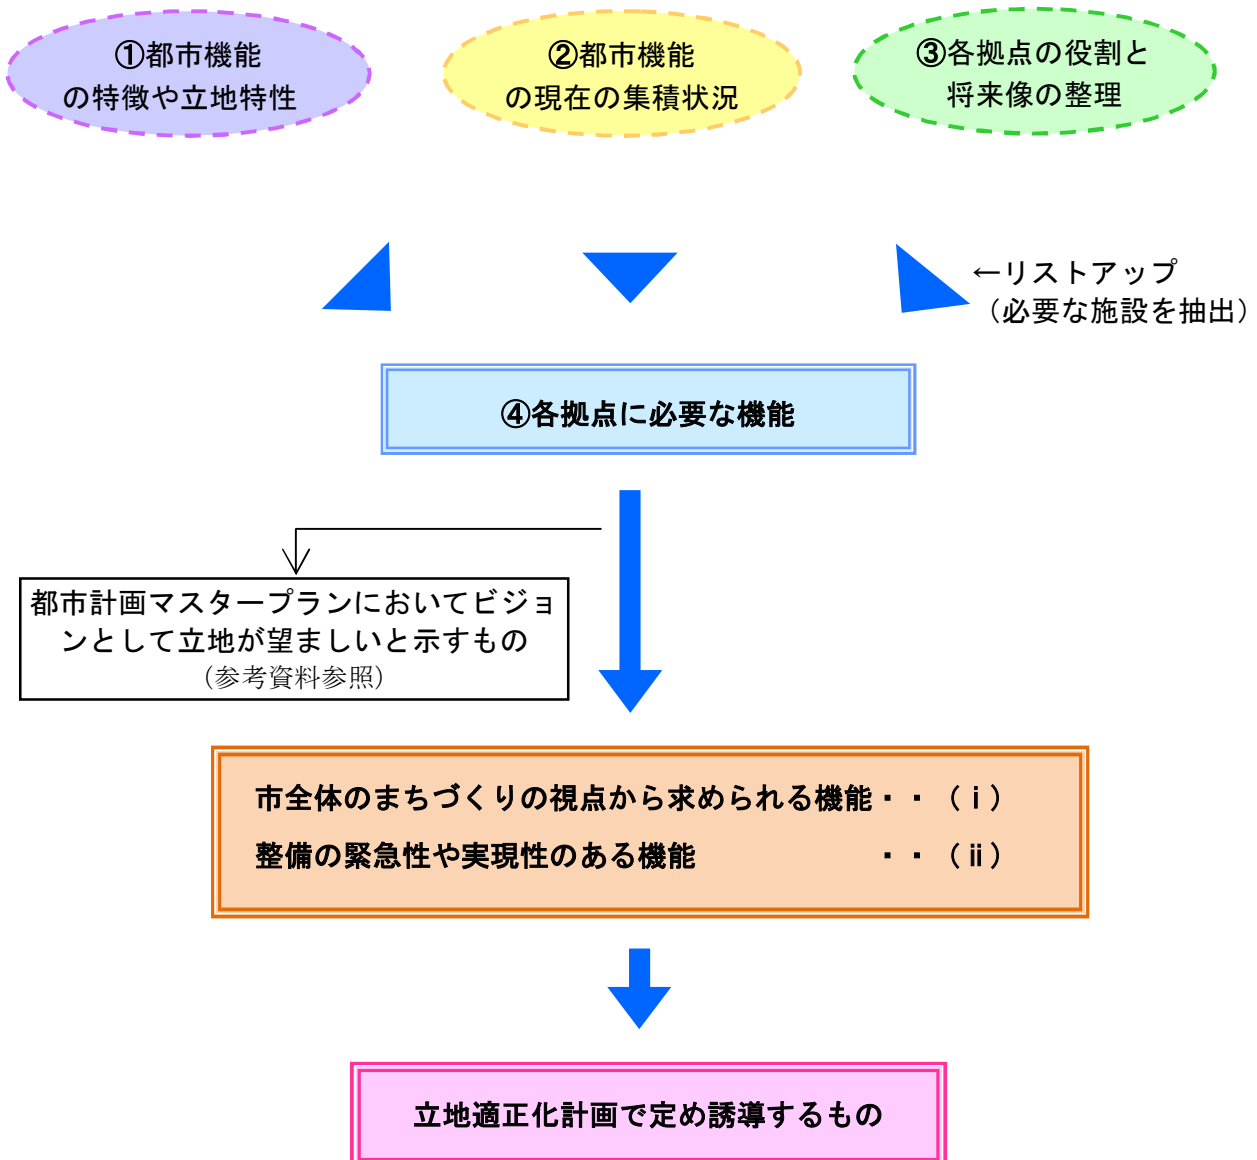 ①都市機能
の特徴や立地特性
②都市機能
の現在の集積状況
③各拠点の役割と
将来像の整理
←リストアップ
（必要な施設を抽出）
④各拠点に必要な機能
都市計画マスタープランにおいてビジョ
ンとして立地が望ましいと示すもの
（参考資料参照）
市全体のまちづくりの視点から求められる機能・・（ⅰ）
整備の緊急性や実現性のある機能　　　　　　・・（ⅱ）
立地適正化計画で定め誘導するもの